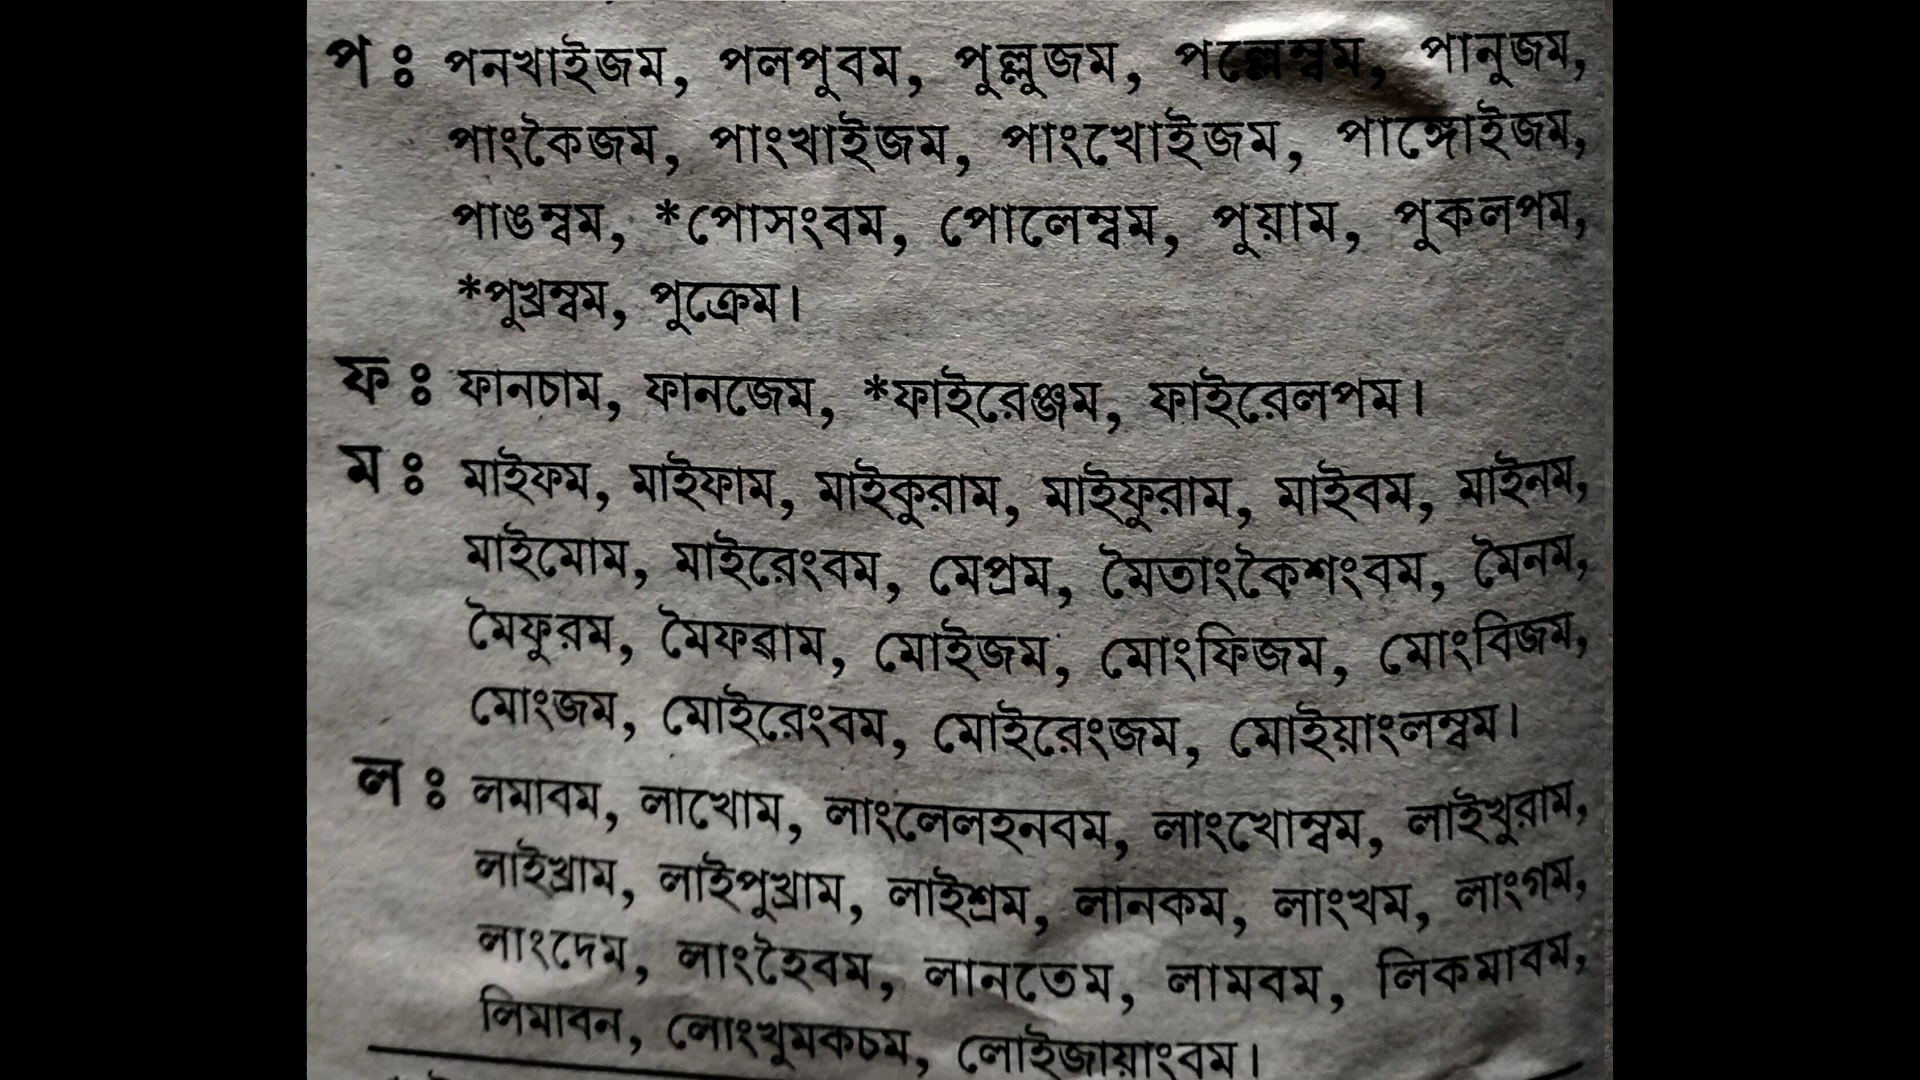 প ঃ পনখাইজম, পলপুবম, পুল্লুজম, পল্লেম্বম, পানুজম,
পাংকৈজম, পাংখাইজম, পাংখোইজম, পাঙ্গোইজম,
পাঙম্বম, *পোসংবম, পোলেম্বম, পুয়াম, পুকলপম,
*পুখ্রম্বম, পুক্রেম।
ফ ঃ ফানচাম, ফানজেম, *ফাইরেঞ্জম, ফাইরেলপম।
ম ঃ মাইফম, মাইফাম, মাইকুরাম, মাইফুরাম, মাইবম, মাইনম,
মাইমোম, মাইরেংবম, মেপ্রম, মৈতাংকৈশংবম, মৈনম,
মৈফুরম, মৈফৱাম, মোইজম, মোংফিজম, মোংবিজম,
মোংজম, মোইরেংবম, মোইরেংজম, মোইয়াংলম্বম।
ল ঃ লমাবম, লাখোম, লাংলেলহনবম, লাংখোম্বম, লাইখুরাম,
লাইখ্রাম, লাইপুখ্রাম, লাইশ্রম, লানকম, লাংখম, লাংগম,
লাংদেম, লাংহৈবম, লানতেম, লামবম, লিকমাবম,
লিমাবন, লোংখুমকচম, লোইজায়াংবম।